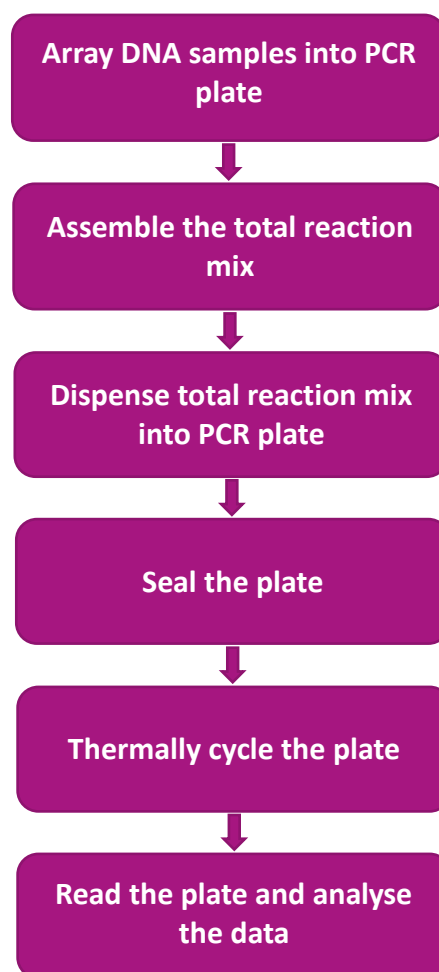 Array DNA samples into PCR
plate
Assemble the total reaction
mix
Dispense total reaction mix
into PCR plate
Seal the plate
Thermally cycle the plate
Read the plate and analyse
the data